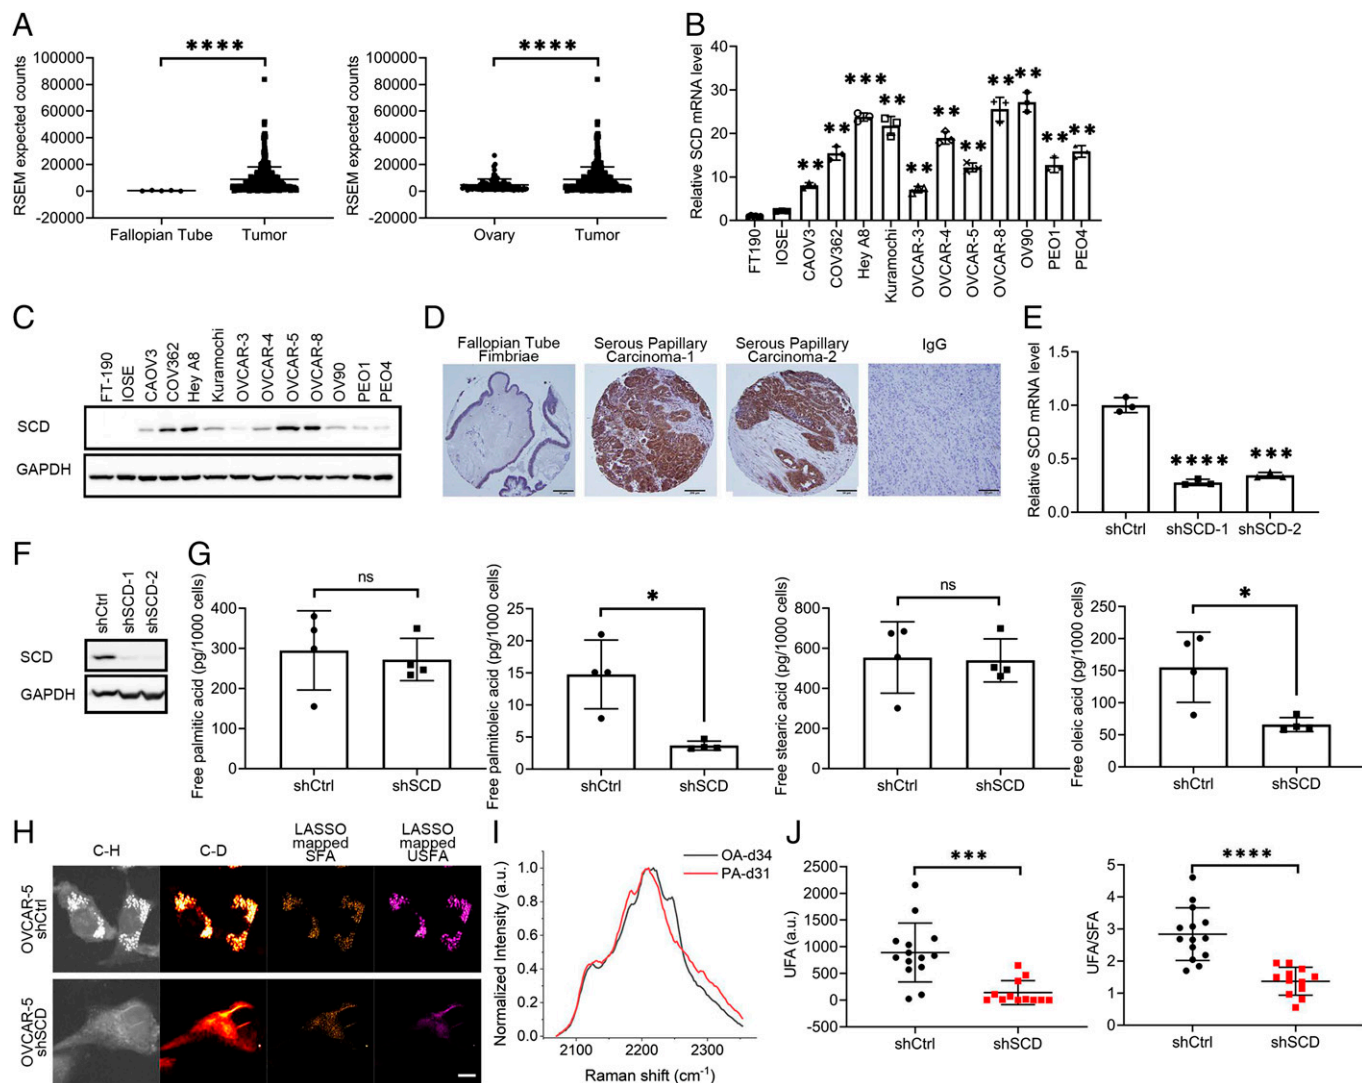 A
****
****
RSEM expected counts
100000
80000
60000
40000
20000
0
-20000
Fallopian Tube
Tumor
RSEM expected counts
100000
80000
60000
40000
20000
0
-20000
Ovary
Tumor
B
Relative SCD mRNA level
40
30
20
10
0
**
**
***
**
**
**
**
**
**
**
**
FT190
IOSE
CAOV3
COV362
Hey A8
Kuramochi
OVCAR-3
OVCAR-4
OVCAR-5
OVCAR-8
OV90
PEO1
PEO4
C
FT-190
IOSE
CAOV3
COV362
Hey A8
Kuramochi
OVCAR-3
OVCAR-4
OVCAR-5
OVCAR-8
OV90
PEO1
PEO4
SCD
GAPDH
D
Fallopian Tube
Fimbriae
Serous Papillary
Carcinoma-1
Serous Papillary
Carcinoma-2
IgG
E
Relative SCD mRNA level
1.5
1.0
0.5
0.0
****
***
shCtrl
shSCD-1
shSCD-2
F
shCtrl
shSCD-1
shSCD-2
SCD
GAPDH
G
Free palmitic acid (pg/1000 cells)
400
300
200
100
0
ns
shCtrl
shSCD
Free palmitoleic acid (pg/1000 cells)
25
20
15
10
5
0
*
shCtrl
shSCD
Free stearic acid (pg/1000 cells)
800
600
400
200
0
ns
shCtrl
shSCD
Free oleic acid (pg/1000 cells)
250
200
150
100
50
0
*
shCtrl
shSCD
H
C-H
C-D
LASSO
mapped
SFA
LASSO
mapped
USFA
OVCAR-5
shCtrl
OVCAR-5
shSCD
I
Normalized Intensity (a.u.)
1.0
0.8
0.6
0.4
0.2
0.0
OA-d34
PA-d31
2100
2200
2300
Raman shift (cm⁻¹)
J
UFA (a.u.)
2500
2000
1500
1000
500
0
-500
***
shCtrl
shSCD
UFA/SFA
5
4
3
2
1
0
****
shCtrl
shSCD